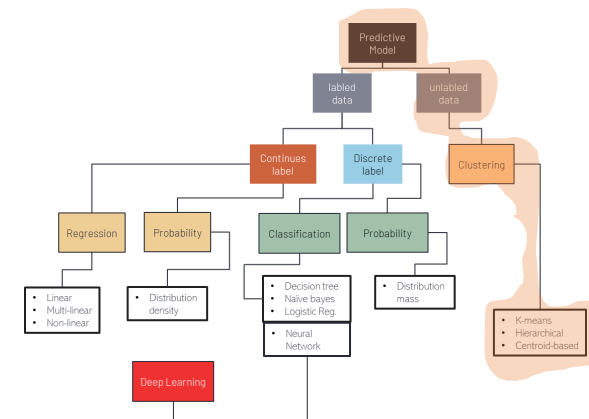 Predictive
Model
labled
data
unlabled
data
Continues
label
Discrete
label
Clustering
Regression
Probability
Classification
Probability
• Linear
• Multi-linear
• Non-linear
• Distribution
density
• Decision tree
• Naïve bayes
• Logistic Reg.
• Distribution
mass
• K-means
• Hierarchical
• Centroid-based
• Neural
Network
Deep Learning